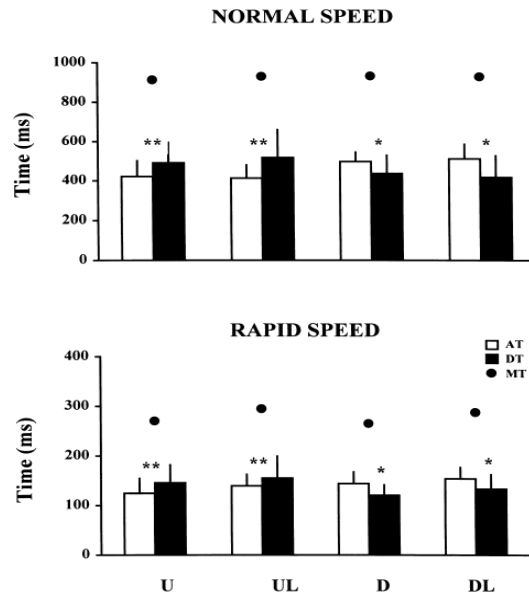 NORMAL SPEED
Time (ms)
1000
800
600
400
200
0
** ** * *
RAPID SPEED
AT
DT
MT
Time (ms)
400
300
200
100
0
** ** * *
U UL D DL